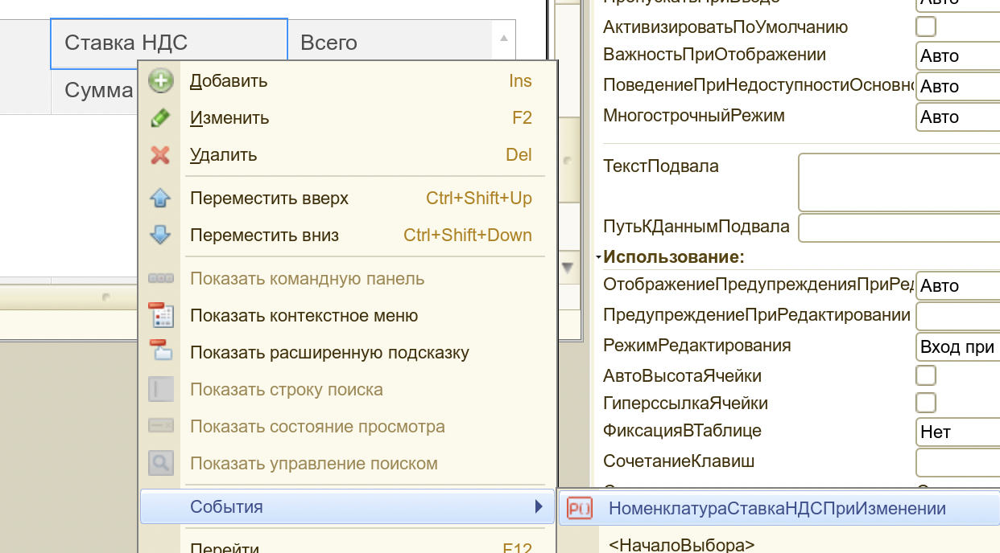 Ставка НДС
Всего
Сумма
Добавить Ins
Изменить F2
Удалить Del
Переместить вверх Ctrl+Shift+Up
Переместить вниз Ctrl+Shift+Down
Показать командную панель
Показать контекстное меню
Показать расширенную подсказку
Показать строку поиска
Показать состояние просмотра
Показать управление поиском
События
Перейти F12
P()
НоменклатураСтавкаНДСПриИзменении
<НачалоВыбора>
ПропускатьПриВводе Авто
АктивизироватьПоУмолчанию
ВажностьПриОтображении Авто
ПоведениеПриНедоступностиОсновно Авто
МногострочныйРежим Авто
ТекстПодвала
ПутьКДаннымПодвала
Использование:
ОтображениеПредупрежденияПриРед Авто
ПредупреждениеПриРедактировании
РежимРедактирования Вход при
АвтоВысотаЯчейки
ГиперссылкаЯчейки
ФиксацияВТаблице Нет
СочетаниеКлавиш